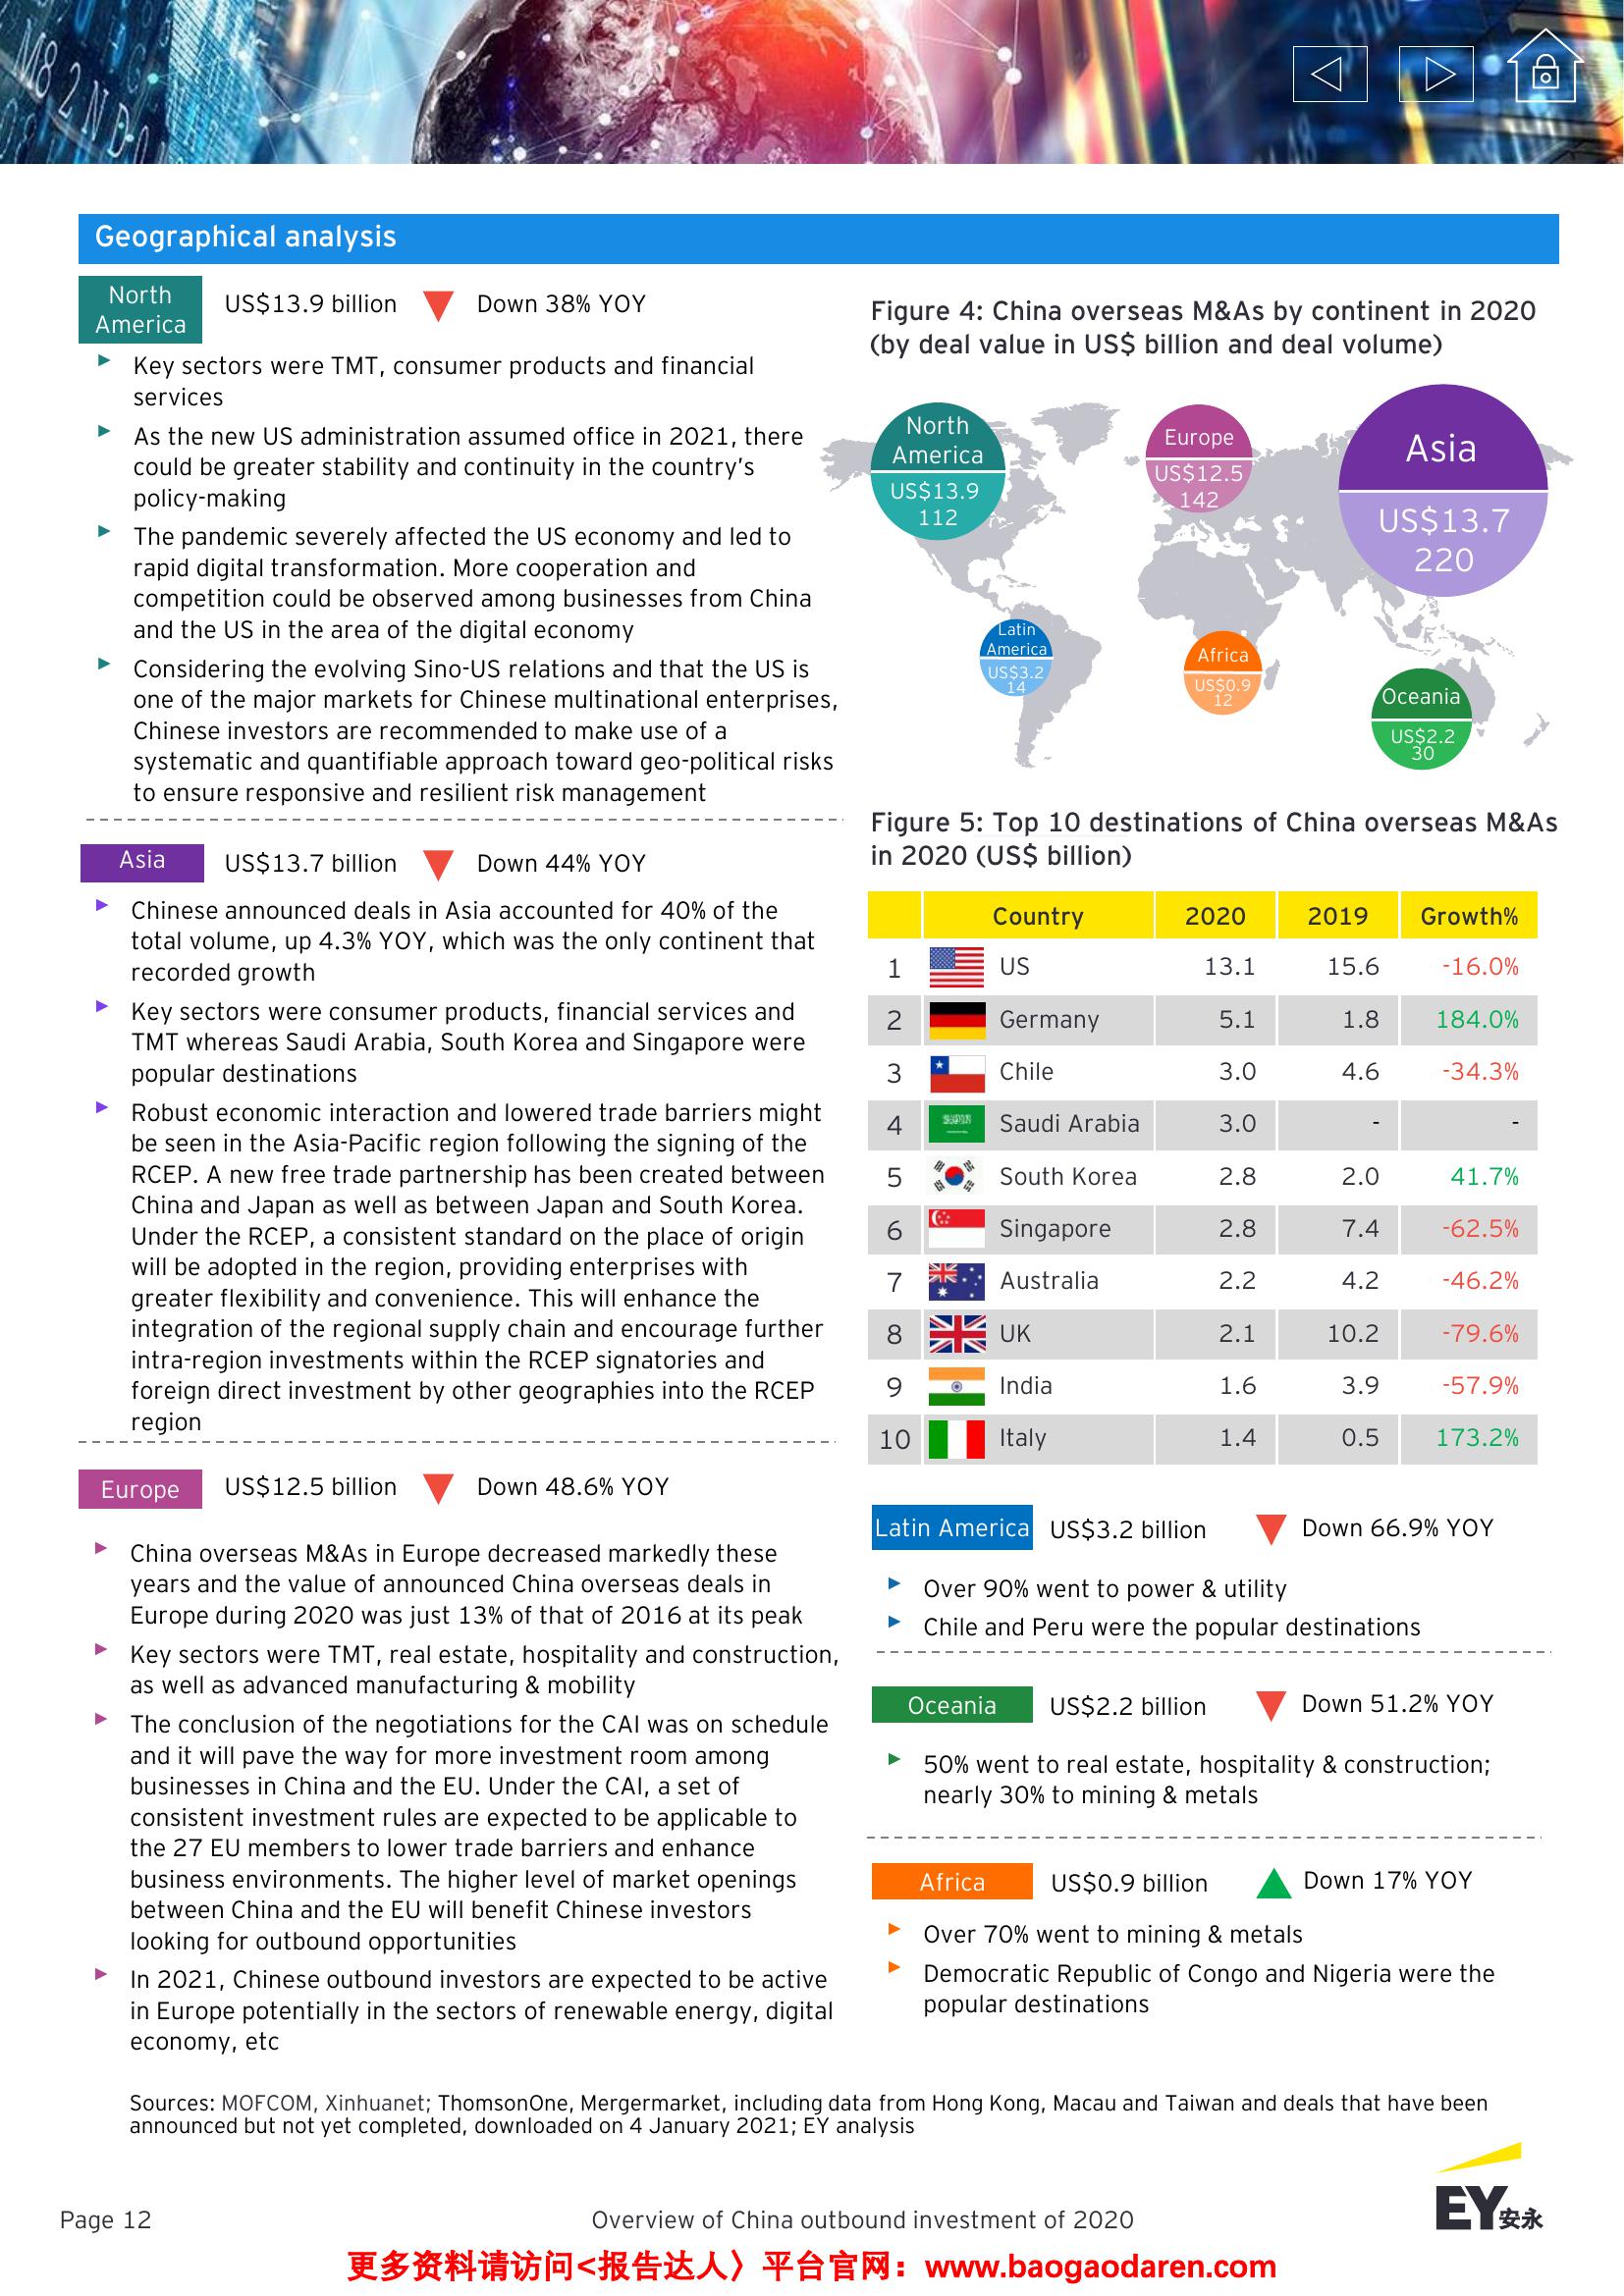 Geographical analysis
North
America
US$13.9 billion
Down 38% YOY
Key sectors were TMT, consumer products and financial
services
As the new US administration assumed office in 2021, there
could be greater stability and continuity in the country's
policy-making
The pandemic severely affected the US economy and led to
rapid digital transformation. More cooperation and
competition could be observed among businesses from China
and the US in the area of the digital economy
Considering the evolving Sino-US relations and that the US is
one of the major markets for Chinese multinational enterprises,
Chinese investors are recommended to make use of a
systematic and quantifiable approach toward geo-political risks
to ensure responsive and resilient risk management
Asia
US$13.7 billion
Down 44% YOY
Chinese announced deals in Asia accounted for 40% of the
total volume, up 4.3% YOY, which was the only continent that
recorded growth
Key sectors were consumer products, financial services and
TMT whereas Saudi Arabia, South Korea and Singapore were
popular destinations
Robust economic interaction and lowered trade barriers might
be seen in the Asia-Pacific region following the signing of the
RCEP. A new free trade partnership has been created between
China and Japan as well as between Japan and South Korea.
Under the RCEP, a consistent standard on the place of origin
will be adopted in the region, providing enterprises with
greater flexibility and convenience. This will enhance the
integration of the regional supply chain and encourage further
intra-region investments within the RCEP signatories and
foreign direct investment by other geographies into the RCEP
region
Europe
US$12.5 billion
Down 48.6% YOY
China overseas M&As in Europe decreased markedly these
years and the value of announced China overseas deals in
Europe during 2020 was just 13% of that of 2016 at its peak
Key sectors were TMT, real estate, hospitality and construction,
as well as advanced manufacturing & mobility
The conclusion of the negotiations for the CAI was on schedule
and it will pave the way for more investment room among
businesses in China and the EU. Under the CAI, a set of
consistent investment rules are expected to be applicable to
the 27 EU members to lower trade barriers and enhance
business environments. The higher level of market openings
between China and the EU will benefit Chinese investors
looking for outbound opportunities
In 2021, Chinese outbound investors are expected to be active
in Europe potentially in the sectors of renewable energy, digital
economy, etc
Figure 4: China overseas M&As by continent in 2020
(by deal value in US$ billion and deal volume)
North
America
US$13.9
112
Europe
US$12.5
142
Asia
US$13.7
220
Latin
America
US$3.2
14
Africa
US$0.9
12
Oceania
US$2.2
30
Figure 5: Top 10 destinations of China overseas M&As
in 2020 (US$ billion)
Country 2020 2019 Growth%
1 US 13.1 15.6 -16.0%
2 Germany 5.1 1.8 184.0%
3 Chile 3.0 4.6 -34.3%
4 Saudi Arabia 3.0 - -
5 South Korea 2.8 2.0 41.7%
6 Singapore 2.8 7.4 -62.5%
7 Australia 2.2 4.2 -46.2%
8 UK 2.1 10.2 -79.6%
9 India 1.6 3.9 -57.9%
10 Italy 1.4 0.5 173.2%
Latin America
US$3.2 billion
Down 66.9% YOY
Over 90% went to power & utility
Chile and Peru were the popular destinations
Oceania
US$2.2 billion
Down 51.2% YOY
50% went to real estate, hospitality & construction;
nearly 30% to mining & metals
Africa
US$0.9 billion
Down 17% YOY
Over 70% went to mining & metals
Democratic Republic of Congo and Nigeria were the
popular destinations
Sources: MOFCOM, Xinhuanet; ThomsonOne, Mergermarket, including data from Hong Kong, Macau and Taiwan and deals that have been
announced but not yet completed, downloaded on 4 January 2021; EY analysis
EY安永
Page 12
Overview of China outbound investment of 2020
更多资料请访问<报告达人〉平台官网：www.baogaodaren.com